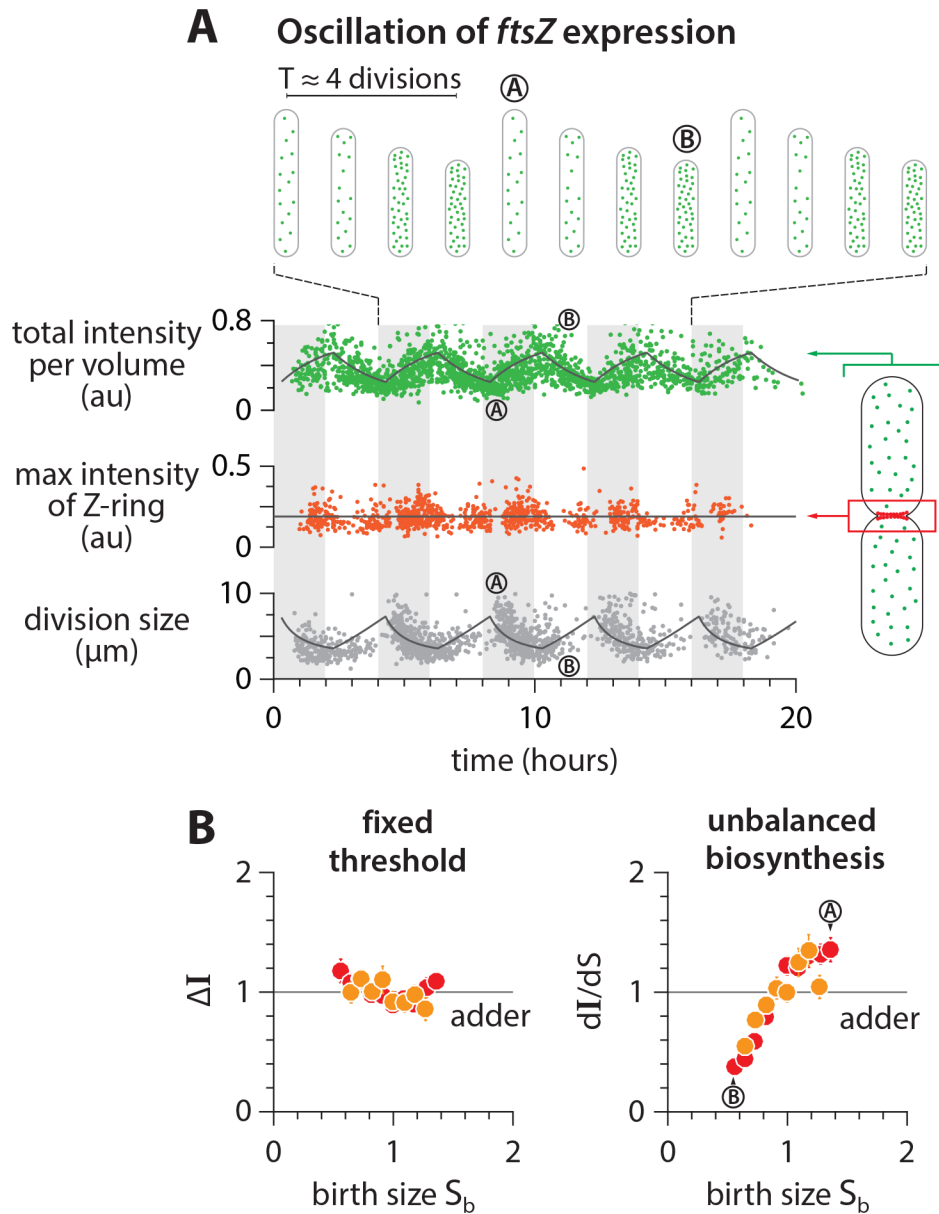 A Oscillation of ftsZ expression
T ≈ 4 divisions
A
B
total intensity
per volume
(au)
0.8
0
B
A
max intensity
of Z-ring
(au)
0.5
0
division size
(µm)
10
0
A
B
0 10 20
time (hours)
B
fixed
threshold
ΔI
2
1
0
adder
0 1 2
birth size Sb
unbalanced
biosynthesis
dI/dS
2
1
0
A
adder
B
0 1 2
birth size Sb